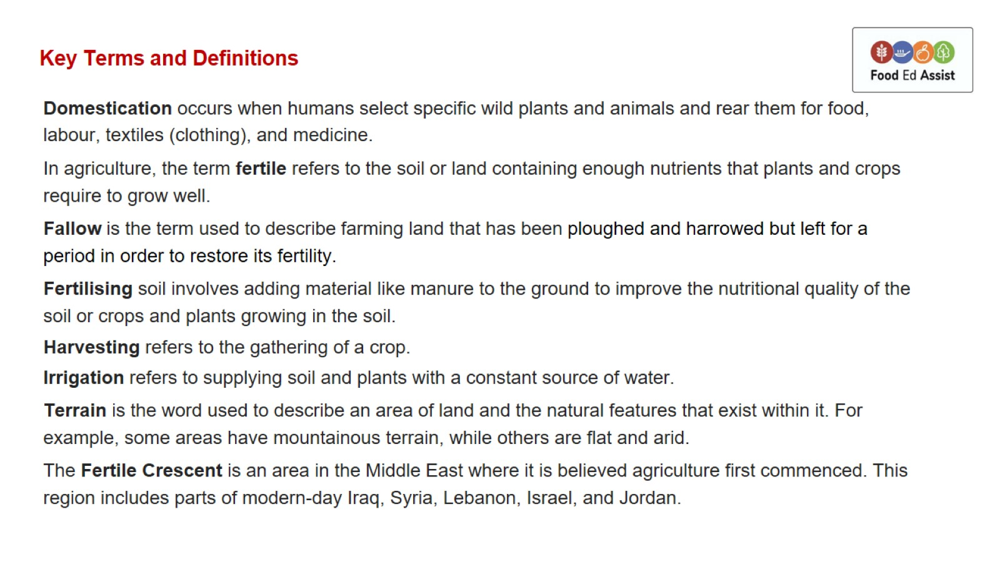 Key Terms and Definitions
Food Ed Assist
Domestication occurs when humans select specific wild plants and animals and rear them for food,
labour, textiles (clothing), and medicine.
In agriculture, the term fertile refers to the soil or land containing enough nutrients that plants and crops
require to grow well.
Fallow is the term used to describe farming land that has been ploughed and harrowed but left for a
period in order to restore its fertility.
Fertilising soil involves adding material like manure to the ground to improve the nutritional quality of the
soil or crops and plants growing in the soil.
Harvesting refers to the gathering of a crop.
Irrigation refers to supplying soil and plants with a constant source of water.
Terrain is the word used to describe an area of land and the natural features that exist within it. For
example, some areas have mountainous terrain, while others are flat and arid.
The Fertile Crescent is an area in the Middle East where it is believed agriculture first commenced. This
region includes parts of modern-day Iraq, Syria, Lebanon, Israel, and Jordan.